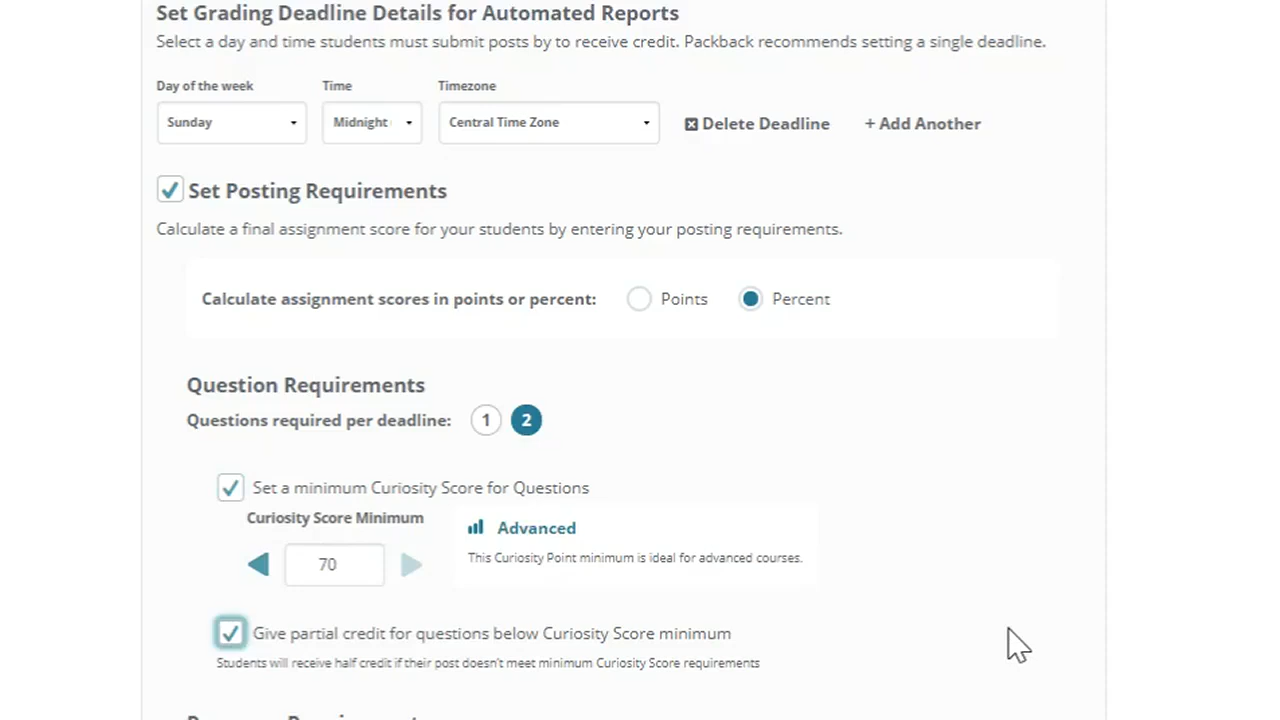 Set Grading Deadline Details for Automated Reports
Select a day and time students must submit posts by to receive credit. Packback recommends setting a single deadline.
Day of the week Time Timezone
Sunday Midnight Central Time Zone Delete Deadline + Add Another
Set Posting Requirements
Calculate a final assignment score for your students by entering your posting requirements.
Calculate assignment scores in points or percent: Points Percent
Question Requirements
Questions required per deadline: 1 2
Set a minimum Curiosity Score for Questions
Curiosity Score Minimum
Advanced
70
This Curiosity Point minimum is ideal for advanced courses.
Give partial credit for questions below Curiosity Score minimum
Students will receive half credit if their post doesn't meet minimum Curiosity Score requirements